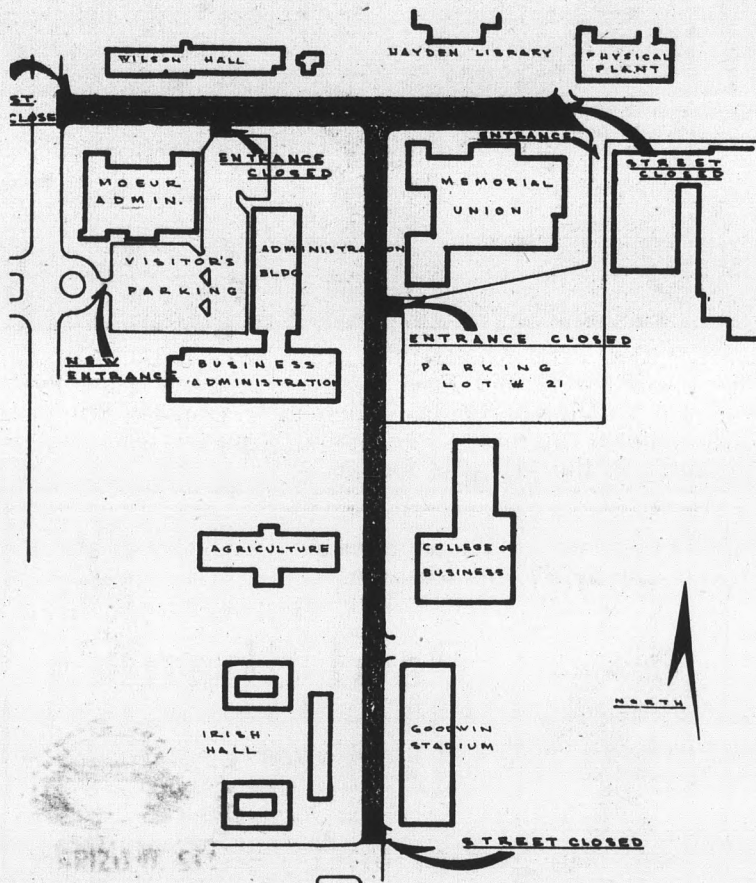 HAYDEN LIBRARY
WILSON HALL
PHYSICAL
PLANT
ST.
CLOSE
ENTRANCE
ENTRANCE
CLOSED
STREET
CLOSED
MOEUR
ADMIN.
MEMORIAL
UNION
ADMINISTRATION
BLDG
VISITOR'S
PARKING
NEW
ENTRANCE
ENTRANCE CLOSED
BUSINESS
ADMINISTRATION
PARKING
LOT # 21
AGRICULTURE
COLLEGE OF
BUSINESS
NORTH
IRISH
HALL
GOODWIN
STADIUM
STREET CLOSED